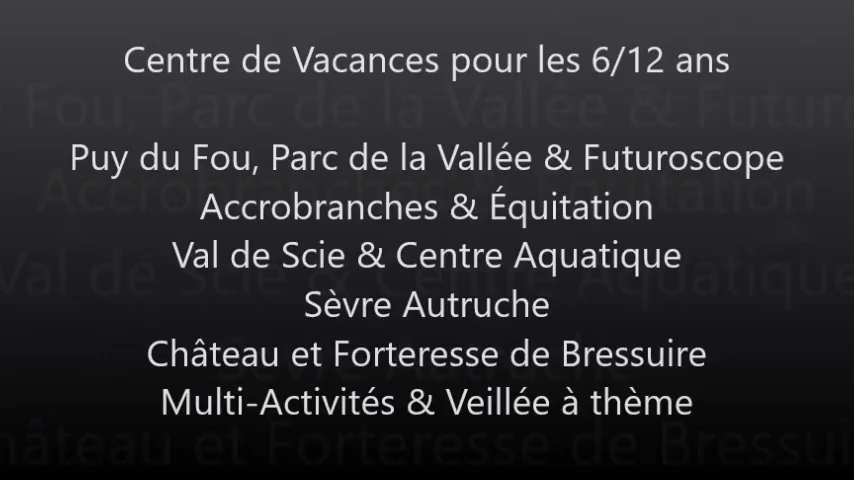 Centre de Vacances pour les 6/12 ans
Puy du Fou, Parc de la Vallée & Futuroscope
Accrobranches & Équitation
Val de Scie & Centre Aquatique
Sèvre Autruche
Château et Forteresse de Bressuire
Multi-Activités & Veillée à thème